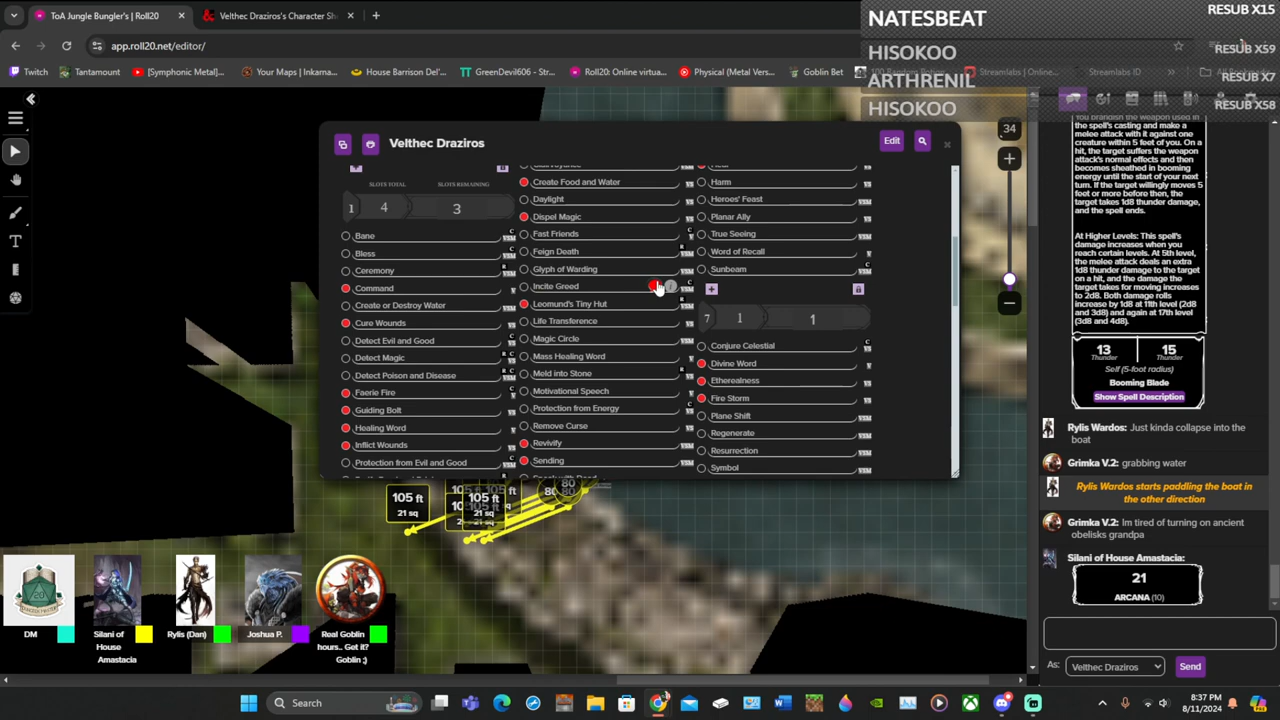 ToA Jungle Bungler's | Roll20
Velthec Draziros's Character Sh
app.roll20.net/editor/
Twitch
Tantamount
[Symphonic Metal]...
Your Maps | Inkarna...
House Barrison Del'...
GreenDevil606 - Str...
Roll20: Online virtua...
Physical (Metal Vers...
Goblin Bet
Streamlabs | Online...
Streamlabs ID
NATESBEAT
RESUB X15
HISOKOO
RESUB X59
ARTHRENIL
RESUB X7
HISOKOO
RESUB X58
34
Velthec Draziros
Edit
SLOTS TOTAL
SLOTS REMAINING
1
4
3
Bane
Bless
Ceremony
Command
Create or Destroy Water
Cure Wounds
Detect Evil and Good
Detect Magic
Detect Poison and Disease
Faerie Fire
Guiding Bolt
Healing Word
Inflict Wounds
Protection from Evil and Good
Clairvoyance
Create Food and Water
Daylight
Dispel Magic
Fast Friends
Feign Death
Glyph of Warding
Incite Greed
Leomund's Tiny Hut
Life Transference
Magic Circle
Mass Healing Word
Meld into Stone
Motivational Speech
Protection from Energy
Remove Curse
Revivify
Sending
Heal
Harm
Heroes' Feast
Planar Ally
True Seeing
Word of Recall
Sunbeam
7
1
1
Conjure Celestial
Divine Word
Etherealness
Fire Storm
Plane Shift
Regenerate
Resurrection
Symbol
105 ft
21 sq
105 ft
21 sq
80
80
DM
Silani of
House
Amastacia
Rylis (Dan)
Joshua P.
Real Goblin
hours.. Get it?
Goblin ;)
You brandish the weapon used in
the spell's casting and make a
melee attack with it against one
creature within 5 feet of you. On a
hit, the target suffers the weapon
attack's normal effects and then
becomes sheathed in booming
energy until the start of your next
turn. If the target willingly moves 5
feet or more before then, the
target takes 1d8 thunder damage,
and the spell ends.
At Higher Levels: This spell's
damage increases when you
reach certain levels. At 5th level,
the melee attack deals an extra
1d8 thunder damage to the target
on a hit, and the damage the
target takes for moving increases
to 2d8. Both damage rolls
increase by 1d8 at 11th level (2d8
and 3d8) and again at 17th level
(3d8 and 4d8).
13
15
Thunder
Thunder
Self (5-foot radius)
Booming Blade
Show Spell Description
Rylis Wardos: Just kinda collapse into the
boat
Grimka V.2: grabbing water
Rylis Wardos starts paddling the boat in
the other direction
Grimka V.2: Im tired of turning on ancient
obelisks grandpa
Silani of House Amastacia:
21
ARCANA (10)
As:
Velthec Draziros
Send
Search
8:37 PM
8/11/2024